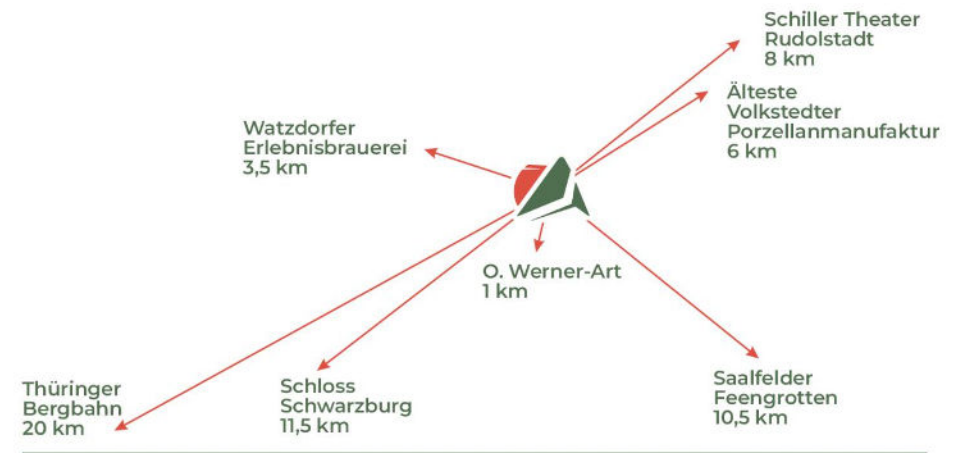 Schiller Theater
Rudolstadt
8 km
Älteste
Volkstedter
Porzellanmanufaktur
6 km
Watzdorfer
Erlebnisbrauerei
3,5 km
O. Werner-Art
1 km
Thüringer
Bergbahn
20 km
Schloss
Schwarzburg
11,5 km
Saalfelder
Feengrotten
10,5 km